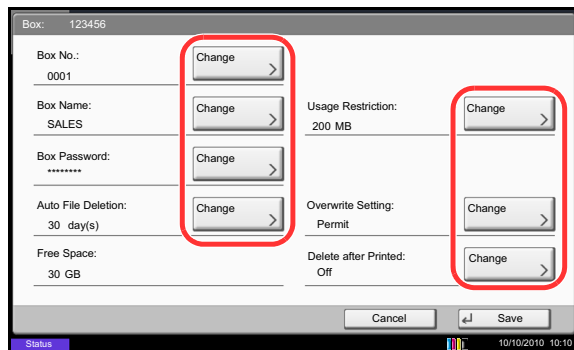 Box: 123456
Box No.:
0001
Change
Box Name:
SALES
Change
Usage Restriction:
200 MB
Change
Box Password:
********
Change
Auto File Deletion:
30 day(s)
Change
Overwrite Setting:
Permit
Change
Free Space:
30 GB
Delete after Printed:
Off
Change
Cancel
Save
Status
10/10/2010 10:10